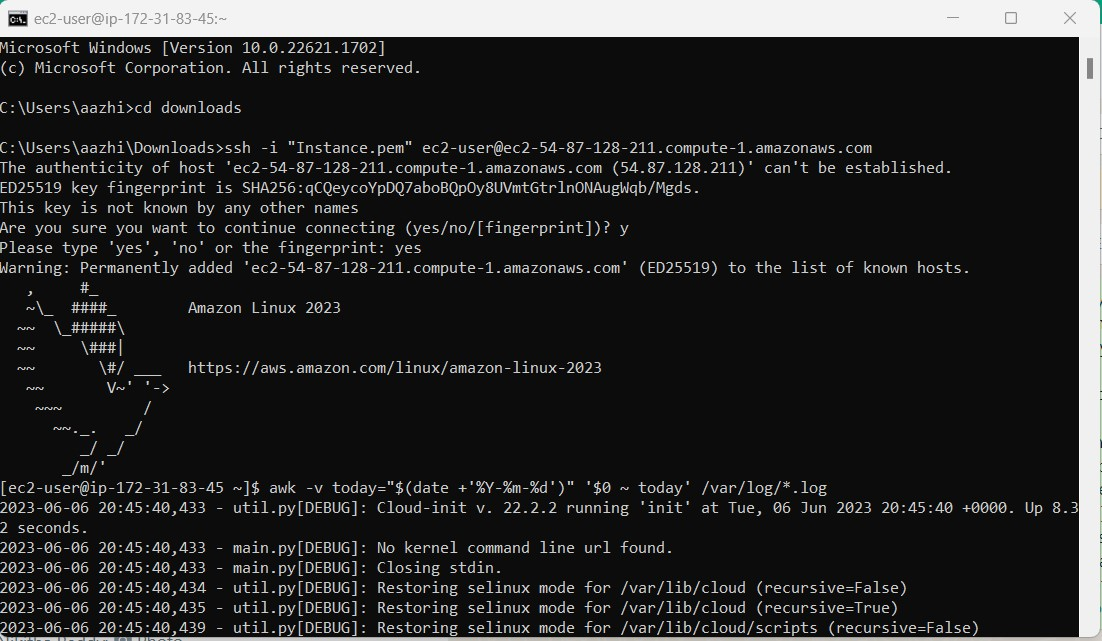 ec2-user@ip-172-31-83-45:~
Microsoft Windows [Version 10.0.22621.1702]
(c) Microsoft Corporation. All rights reserved.
C:\Users\aazhi>cd downloads
C:\Users\aazhi\Downloads>ssh -i "Instance.pem" ec2-user@ec2-54-87-128-211.compute-1.amazonaws.com
The authenticity of host 'ec2-54-87-128-211.compute-1.amazonaws.com (54.87.128.211)' can't be established.
ED25519 key fingerprint is SHA256:qCQeycoYpDQ7aboBQpOy8UVmtGtrlnONAugWqb/Mgds.
This key is not known by any other names
Are you sure you want to continue connecting (yes/no/[fingerprint])? y
Please type 'yes', 'no' or the fingerprint: yes
Warning: Permanently added 'ec2-54-87-128-211.compute-1.amazonaws.com' (ED25519) to the list of known hosts.
   ,     #_
   ~\_  ####_        Amazon Linux 2023
  ~~  \_#####\
  ~~     \###|
  ~~       \#/ ___   https://aws.amazon.com/linux/amazon-linux-2023
   ~~       V~' '->
    ~~~         /
      ~~._.   _/
         _/ _/
       _/m/'
[ec2-user@ip-172-31-83-45 ~]$ awk -v today="$(date +'%Y-%m-%d')" '$0 ~ today' /var/log/*.log
2023-06-06 20:45:40,433 - util.py[DEBUG]: Cloud-init v. 22.2.2 running 'init' at Tue, 06 Jun 2023 20:45:40 +0000. Up 8.3
2 seconds.
2023-06-06 20:45:40,433 - main.py[DEBUG]: No kernel command line url found.
2023-06-06 20:45:40,433 - main.py[DEBUG]: Closing stdin.
2023-06-06 20:45:40,434 - util.py[DEBUG]: Restoring selinux mode for /var/lib/cloud (recursive=False)
2023-06-06 20:45:40,435 - util.py[DEBUG]: Restoring selinux mode for /var/lib/cloud (recursive=True)
2023-06-06 20:45:40,439 - util.py[DEBUG]: Restoring selinux mode for /var/lib/cloud/scripts (recursive=False)